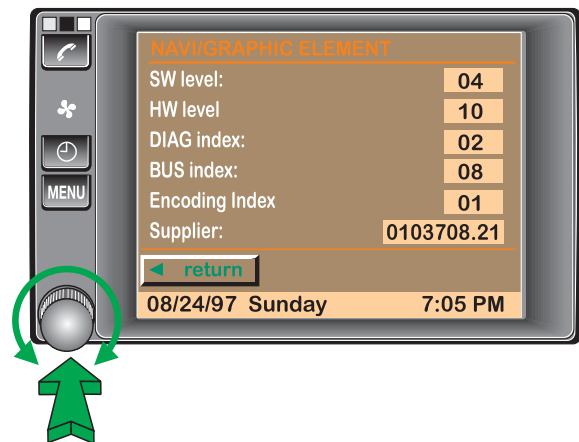 NAVI/GRAPHIC ELEMENT
SW level: 04
HW level 10
DIAG index: 02
BUS index: 08
MENU
Encoding Index 01
Supplier: 0103708.21
return
08/24/97 Sunday 7:05 PM